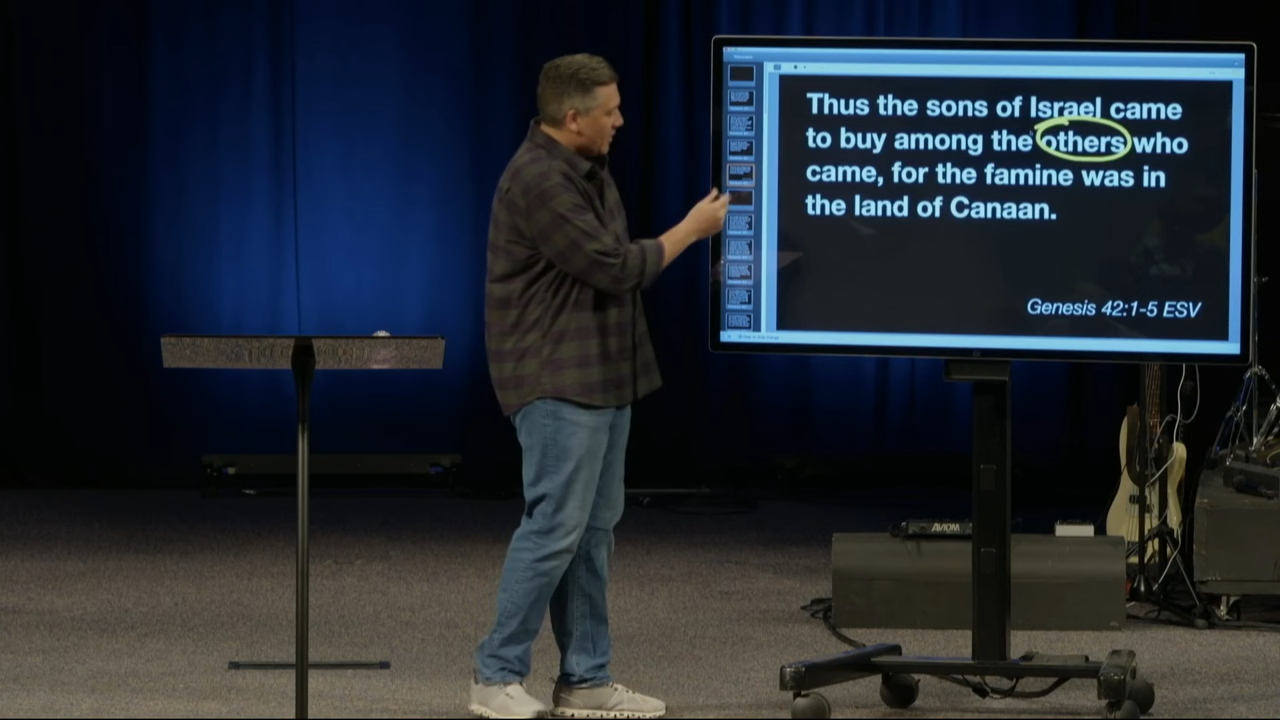 Thus the sons of Israel came
to buy among the others who
came, for the famine was in
the land of Canaan.
Genesis 42:1-5 ESV
AVIOM